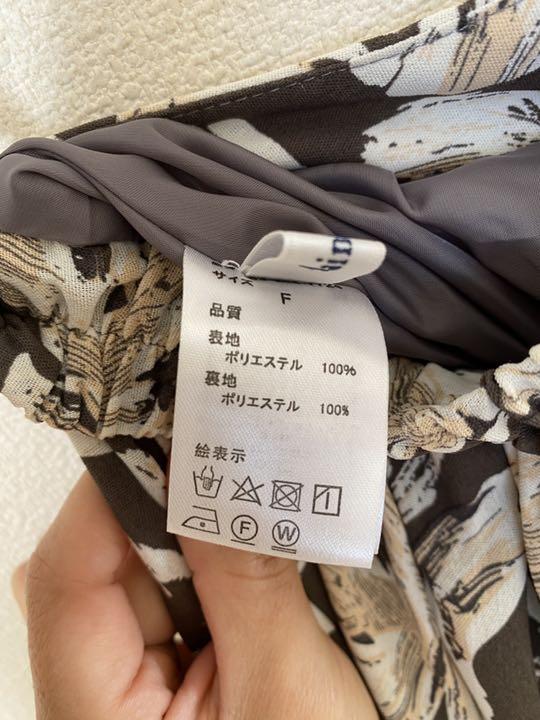 サイズ F
品質
表地
ポリエステル 100%
裏地
ポリエステル 100%
絵表示
F
W